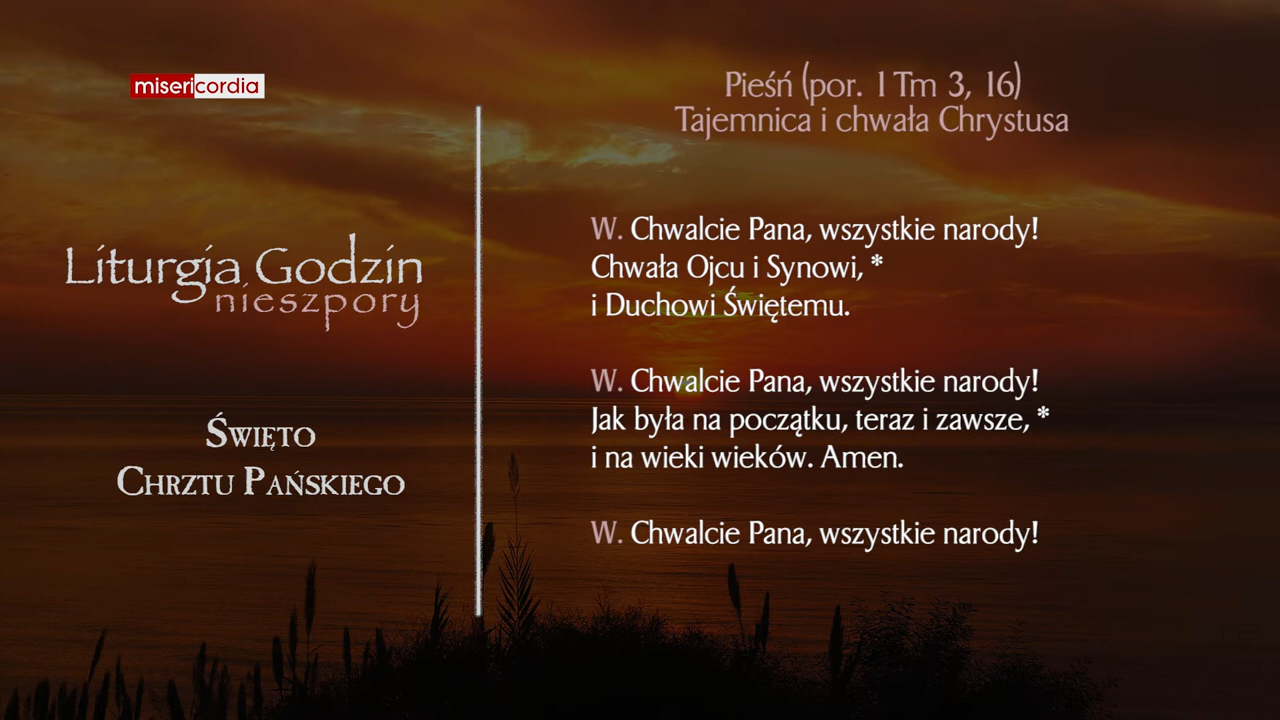 misericordia
Liturgia Godzin
nieszpory
Święto
Chrztu Pańskiego
Pieśń (por. 1 Tm 3, 16)
Tajemnica i chwała Chrystusa
W. Chwalcie Pana, wszystkie narody!
Chwała Ojcu i Synowi, *
i Duchowi Świętemu.
W. Chwalcie Pana, wszystkie narody!
Jak była na początku, teraz i zawsze, *
i na wieki wieków. Amen.
W. Chwalcie Pana, wszystkie narody!